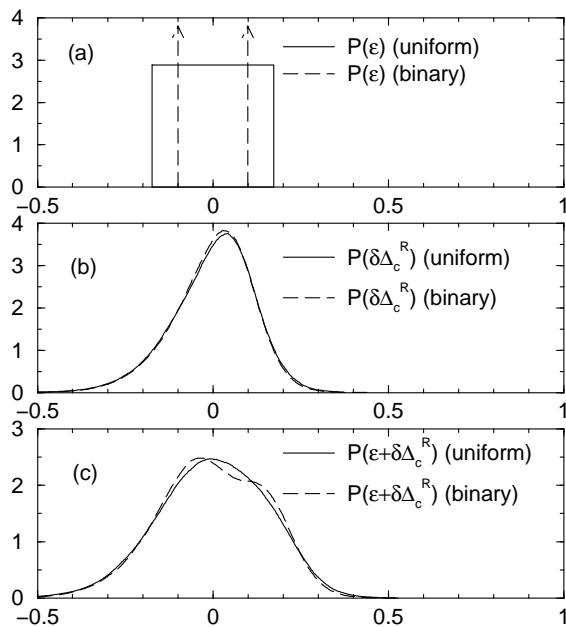 4
3
2
1
0
(a)
P(ε) (uniform)
P(ε) (binary)
−0.5 0 0.5 1
4
3
2
1
0
(b)
P(δΔ_c^R) (uniform)
P(δΔ_c^R) (binary)
−0.5 0 0.5 1
3
2
1
0
(c)
P(ε+δΔ_c^R) (uniform)
P(ε+δΔ_c^R) (binary)
−0.5 0 0.5 1